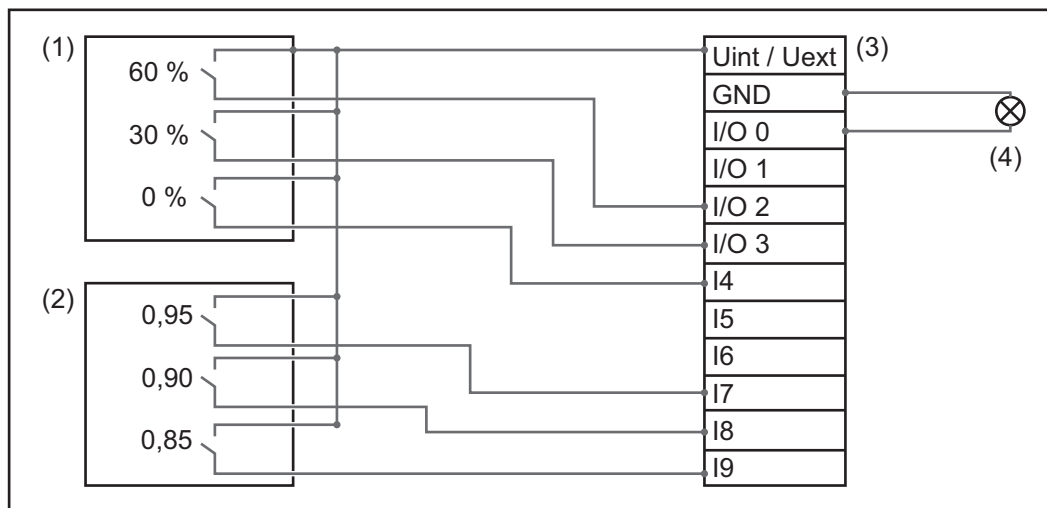 (1)
60 %
30 %
0 %
(2)
0,95
0,90
0,85
Uint / Uext
GND
I/O 0
I/O 1
I/O 2
I/O 3
I4
I5
I6
I7
I8
I9
(3)
(4)